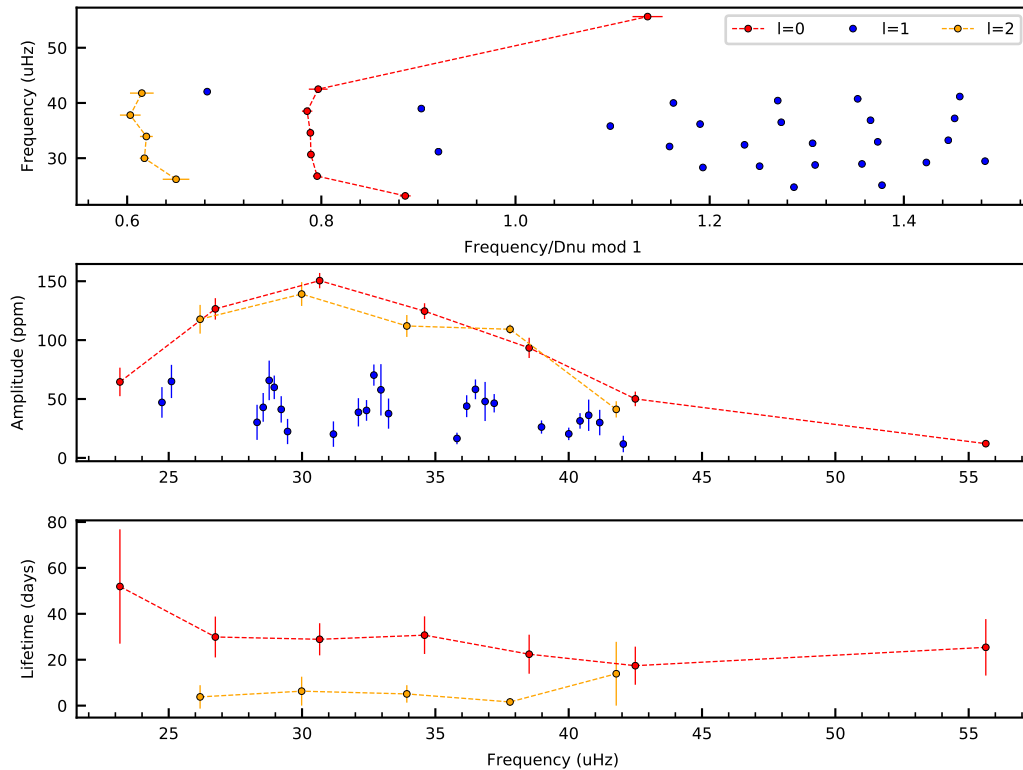 l=0 l=1 l=2
Frequency (uHz)
50
40
30
0.6 0.8 1.0 1.2 1.4
Frequency/Dnu mod 1
Amplitude (ppm)
150
100
50
0
25 30 35 40 45 50 55
Lifetime (days)
80
60
40
20
0
25 30 35 40 45 50 55
Frequency (uHz)